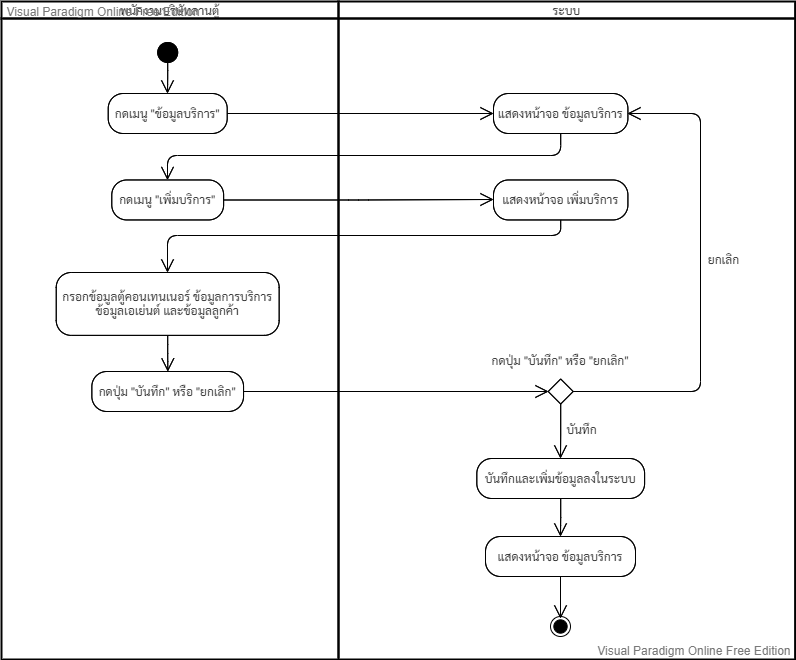 Visual Paradigm Online Free Edition
พนักงานบริษัทลานตู้
ระบบ
กดเมนู "ข้อมูลบริการ"
แสดงหน้าจอ ข้อมูลบริการ
กดเมนู "เพิ่มบริการ"
แสดงหน้าจอ เพิ่มบริการ
ยกเลิก
กรอกข้อมูลตู้คอนเทนเนอร์ ข้อมูลการบริการ
ข้อมูลเอเย่นต์ และข้อมูลลูกค้า
กดปุ่ม "บันทึก" หรือ "ยกเลิก"
กดปุ่ม "บันทึก" หรือ "ยกเลิก"
บันทึก
บันทึกและเพิ่มข้อมูลลงในระบบ
แสดงหน้าจอ ข้อมูลบริการ
Visual Paradigm Online Free Edition